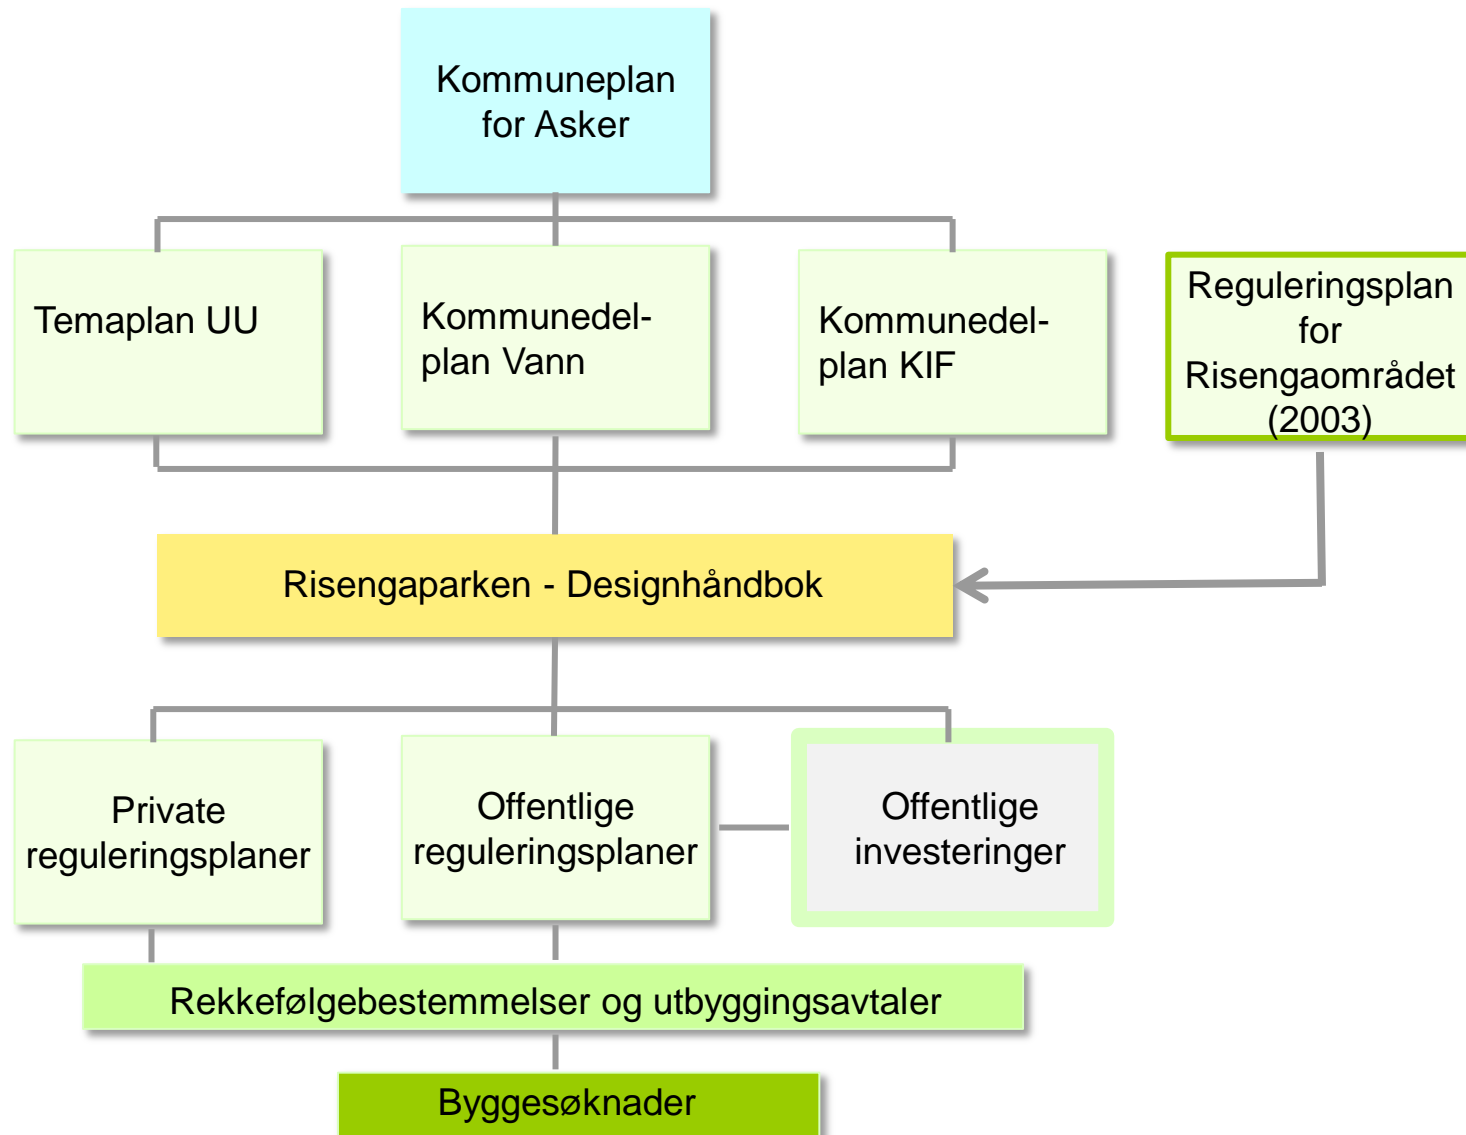 Kommuneplan
for Asker
Temaplan UU
Kommunedel-
plan Vann
Kommunedel-
plan KIF
Reguleringsplan
for
Risengaområdet
(2003)
Risengaparken - Designhåndbok
Private
reguleringsplaner
Offentlige
reguleringsplaner
Offentlige
investeringer
Rekkefølgebestemmelser og utbyggingsavtaler
Byggesøknader